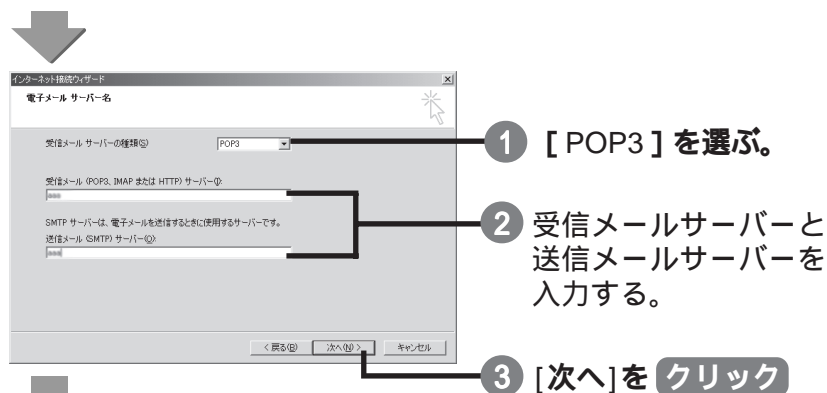 インターネット接続ウィザード
電子メール サーバー名
受信メール サーバーの種類(S)
POP3
1 [ POP3 ] を選ぶ。
受信メール (POP3、IMAP または HTTP) サーバー(I):
aaa
SMTP サーバーは、電子メールを送信するときに使用するサーバーです。
送信メール (SMTP) サーバー(O):
aaa
2 受信メールサーバーと
送信メールサーバーを
入力する。
< 戻る(B)
次へ(N) >
キャンセル
3 [次へ]を クリック